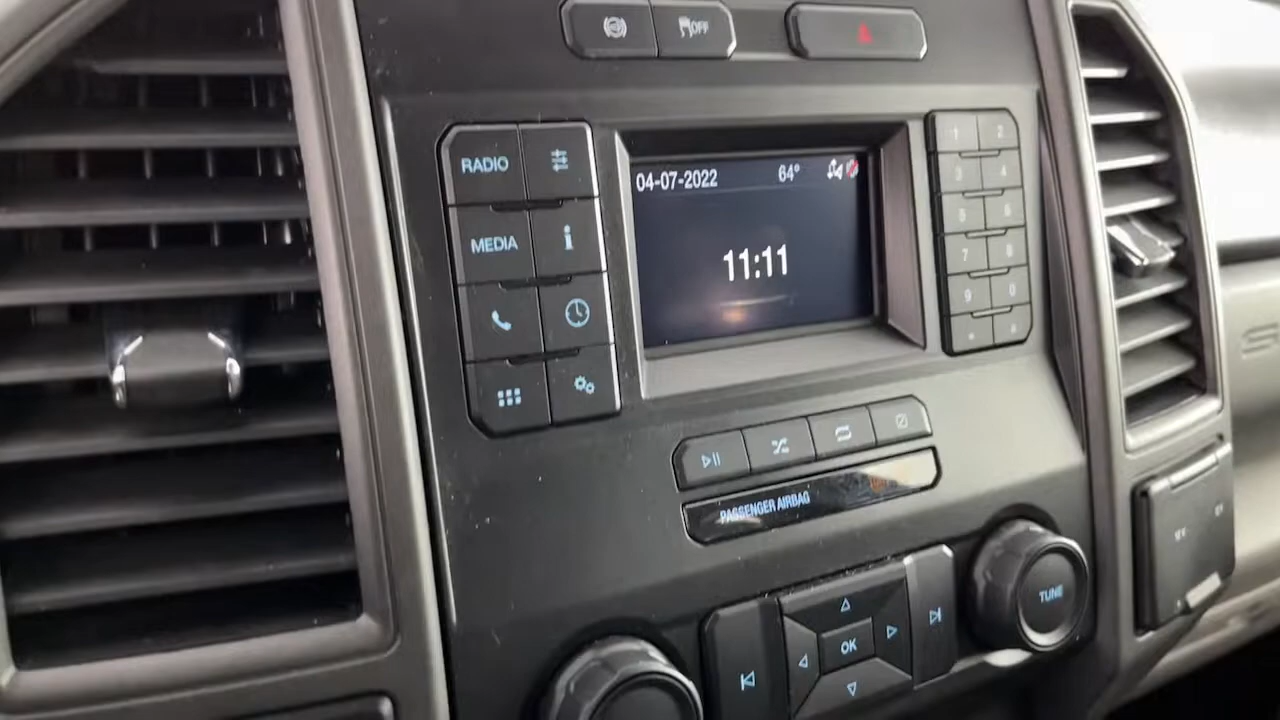 OFF
RADIO
MEDIA
04-07-2022 64°
11:11
1 2
3 4
5 6
7 8
9 0
* #
PASSENGER AIRBAG
OK
TUNE